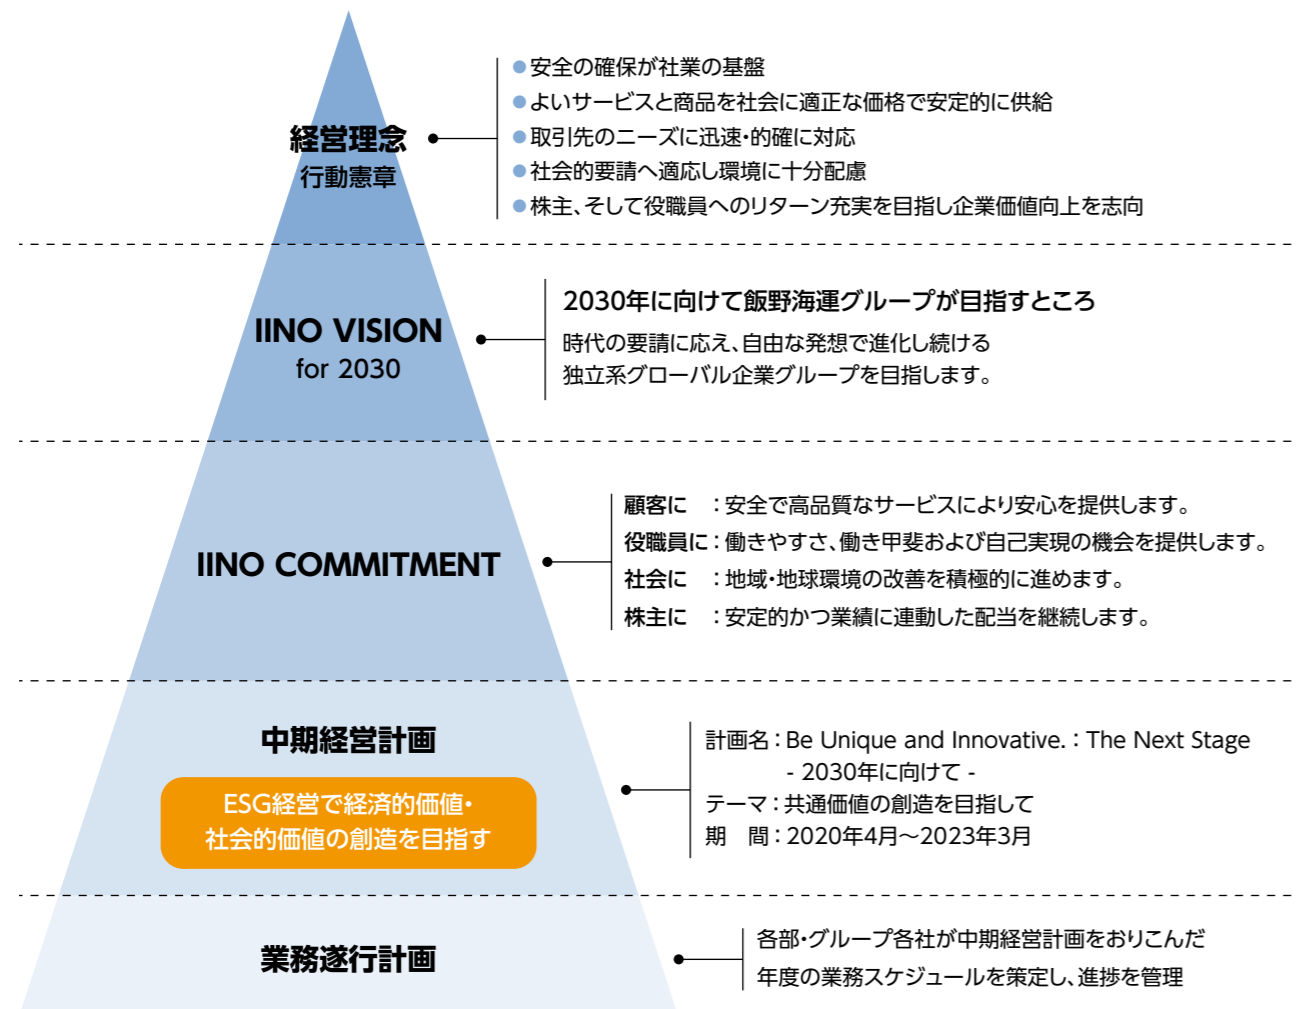 経営理念
行動憲章
●安全の確保が社業の基盤
●よいサービスと商品を社会に適正な価格で安定的に供給
●取引先のニーズに迅速・的確に対応
●社会的要請へ適応し環境に十分配慮
●株主、そして役職員へのリターン充実を目指し企業価値向上を志向
IINO VISION
for 2030
2030年に向けて飯野海運グループが目指すところ
時代の要請に応え、自由な発想で進化し続ける
独立系グローバル企業グループを目指します。
IINO COMMITMENT
顧客に　：安全で高品質なサービスにより安心を提供します。
役職員に：働きやすさ、働き甲斐および自己実現の機会を提供します。
社会に　：地域・地球環境の改善を積極的に進めます。
株主に　：安定的かつ業績に連動した配当を継続します。
中期経営計画
ESG経営で経済的価値・
社会的価値の創造を目指す
計画名：Be Unique and Innovative.：The Next Stage
- 2030年に向けて -
テーマ：共通価値の創造を目指して
期　間：2020年4月～2023年3月
業務遂行計画
各部・グループ各社が中期経営計画をおりこんだ
年度の業務スケジュールを策定し、進捗を管理